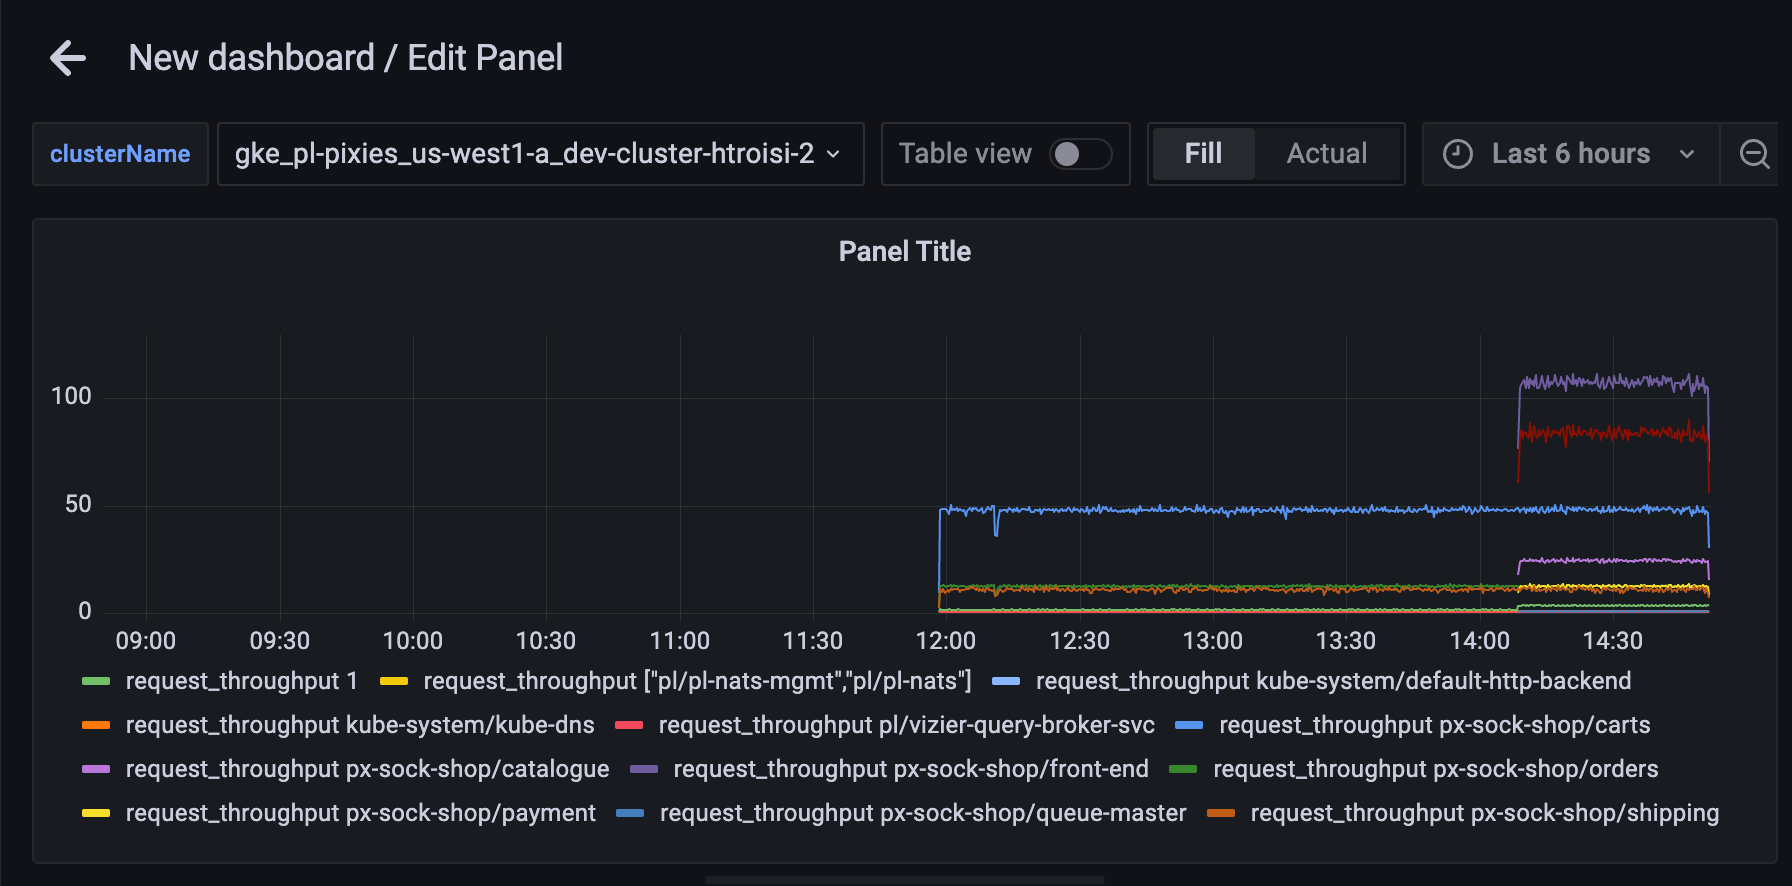 New dashboard / Edit Panel
clusterName gke_pl-pixies_us-west1-a_dev-cluster-htroisi-2 Table view Fill Actual Last 6 hours
Panel Title
100
50
0
09:00 09:30 10:00 10:30 11:00 11:30 12:00 12:30 13:00 13:30 14:00 14:30
request_throughput 1 request_throughput ["pl/pl-nats-mgmt","pl/pl-nats"] request_throughput kube-system/default-http-backend
request_throughput kube-system/kube-dns request_throughput pl/vizier-query-broker-svc request_throughput px-sock-shop/carts
request_throughput px-sock-shop/catalogue request_throughput px-sock-shop/front-end request_throughput px-sock-shop/orders
request_throughput px-sock-shop/payment request_throughput px-sock-shop/queue-master request_throughput px-sock-shop/shipping